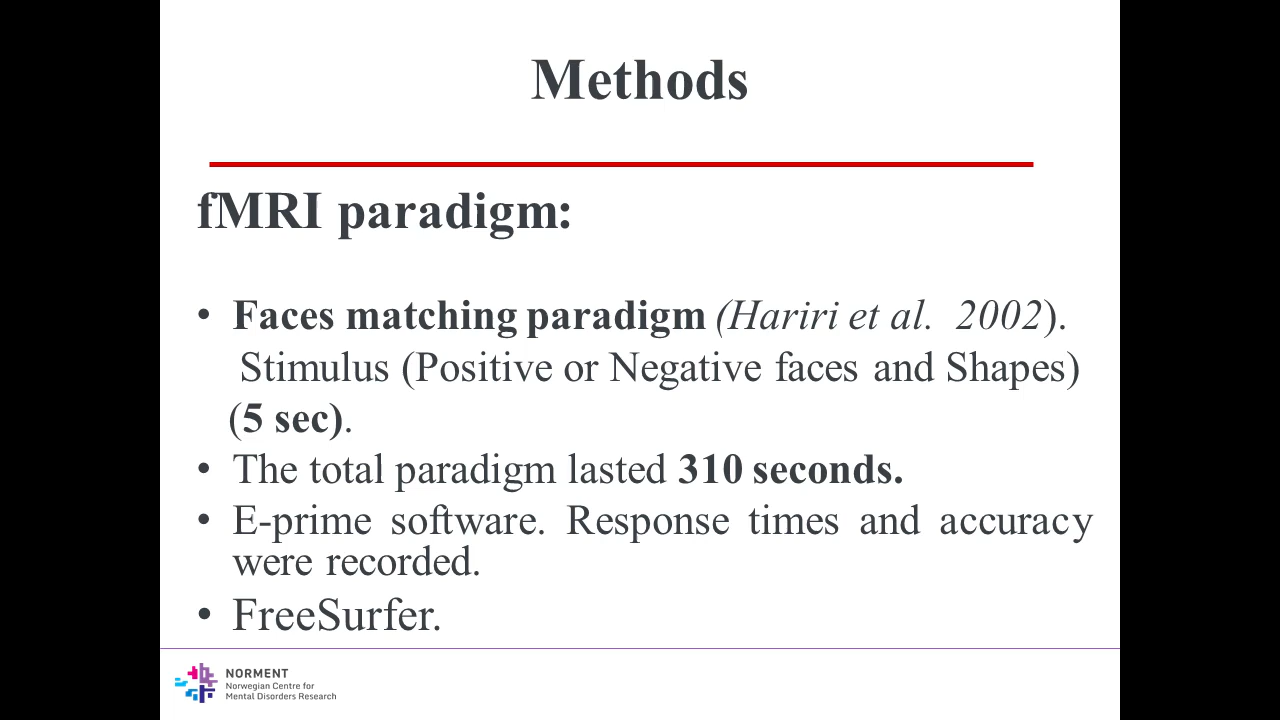 Methods
fMRI paradigm:
• Faces matching paradigm (Hariri et al. 2002).
Stimulus (Positive or Negative faces and Shapes)
(5 sec).
• The total paradigm lasted 310 seconds.
• E-prime software. Response times and accuracy
were recorded.
• FreeSurfer.
NORMENT
Norwegian Centre for
Mental Disorders Research